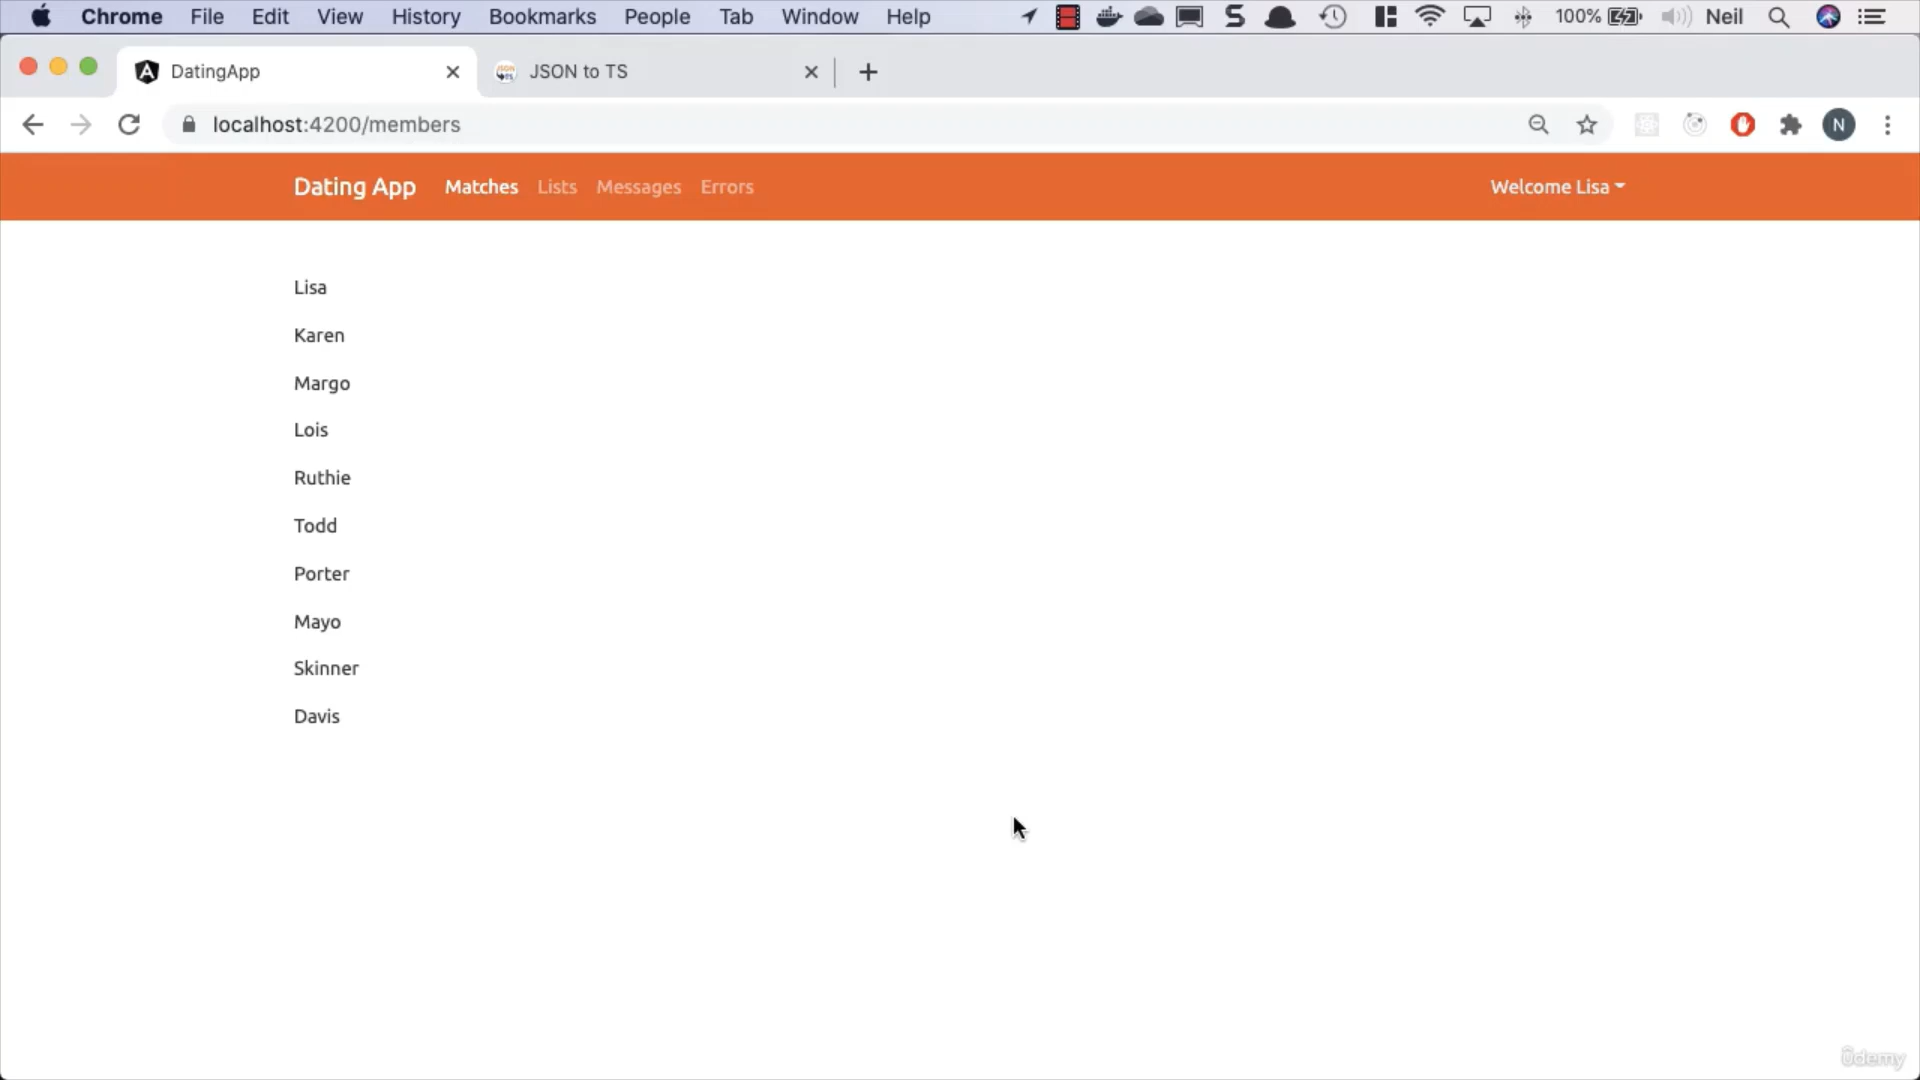 Chrome File Edit View History Bookmarks People Tab Window Help 100% Neil
DatingApp JSON to TS
localhost:4200/members N
Dating App Matches Lists Messages Errors Welcome Lisa
Lisa
Karen
Margo
Lois
Ruthie
Todd
Porter
Mayo
Skinner
Davis
ûdemy